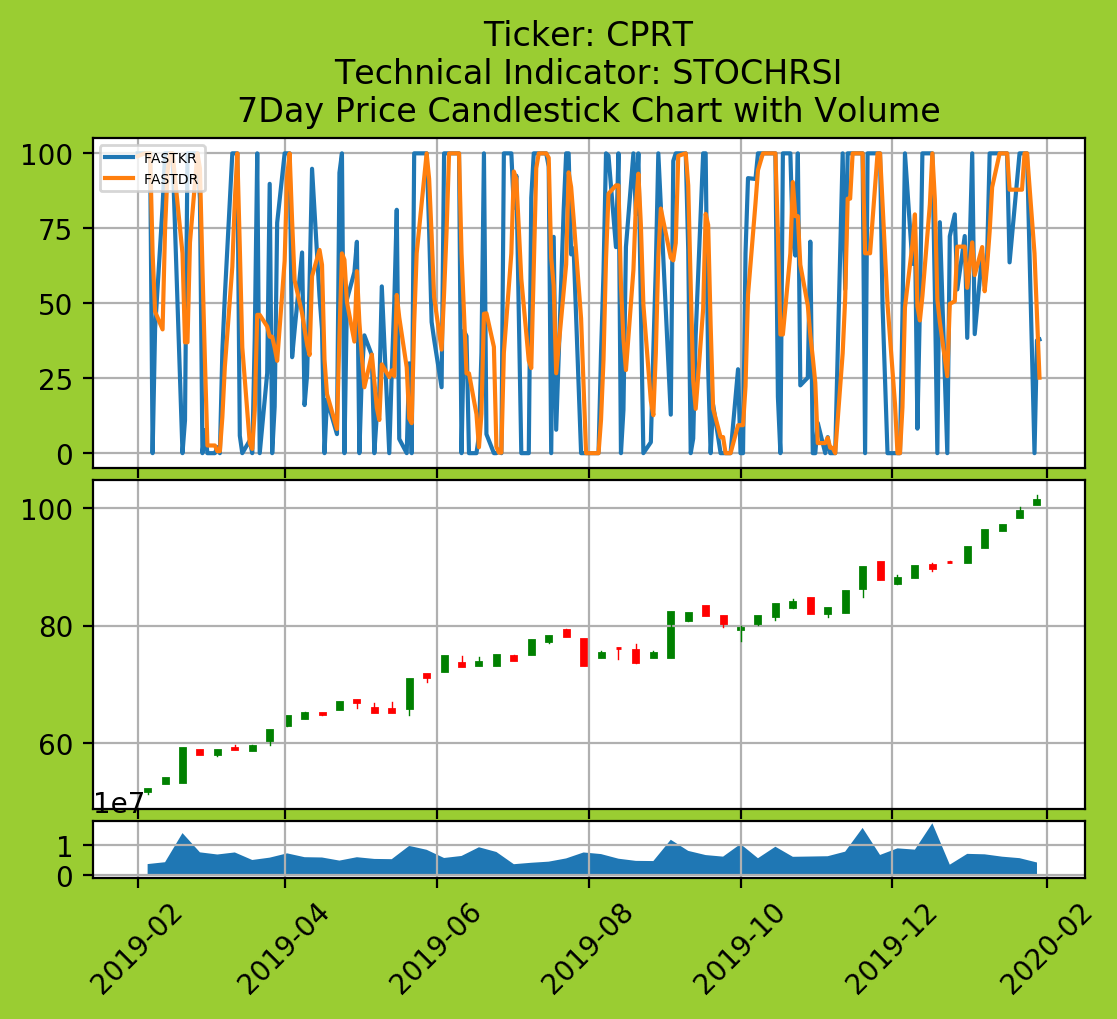 Ticker: CPRT
Technical Indicator: STOCHRSI
7Day Price Candlestick Chart with Volume
FASTKR
FASTDR
100
75
50
25
0
100
80
60
1e7
1
0
2019-02
2019-04
2019-06
2019-08
2019-10
2019-12
2020-02